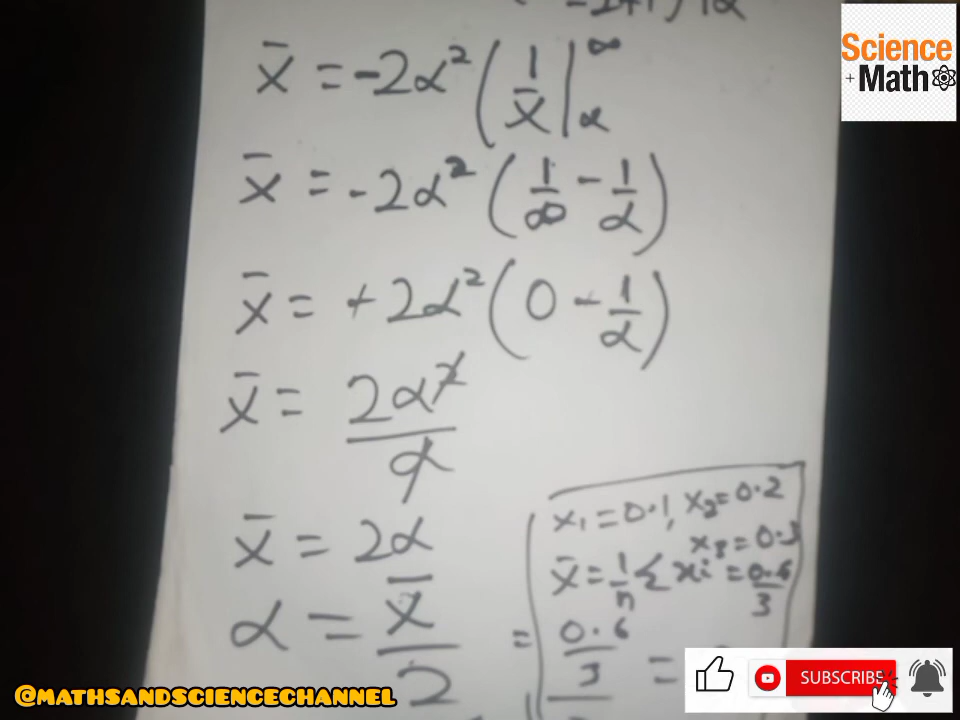 Science
+Math
x̄ = -2α² (1/x |_α^∞
x̄ = -2α² (1/∞ - 1/α)
x̄ = +2α² (0 - 1/α)
x̄ = 2α²/α
x̄ = 2α
α = x̄/2 =
x₁ = 0.1, x₂ = 0.2
x₃ = 0.3
x̄ = 1/n Σ xi = 0.6/3
0.6/3 =
SUBSCRIBE
@MATHSANDSCIENCECHANNEL